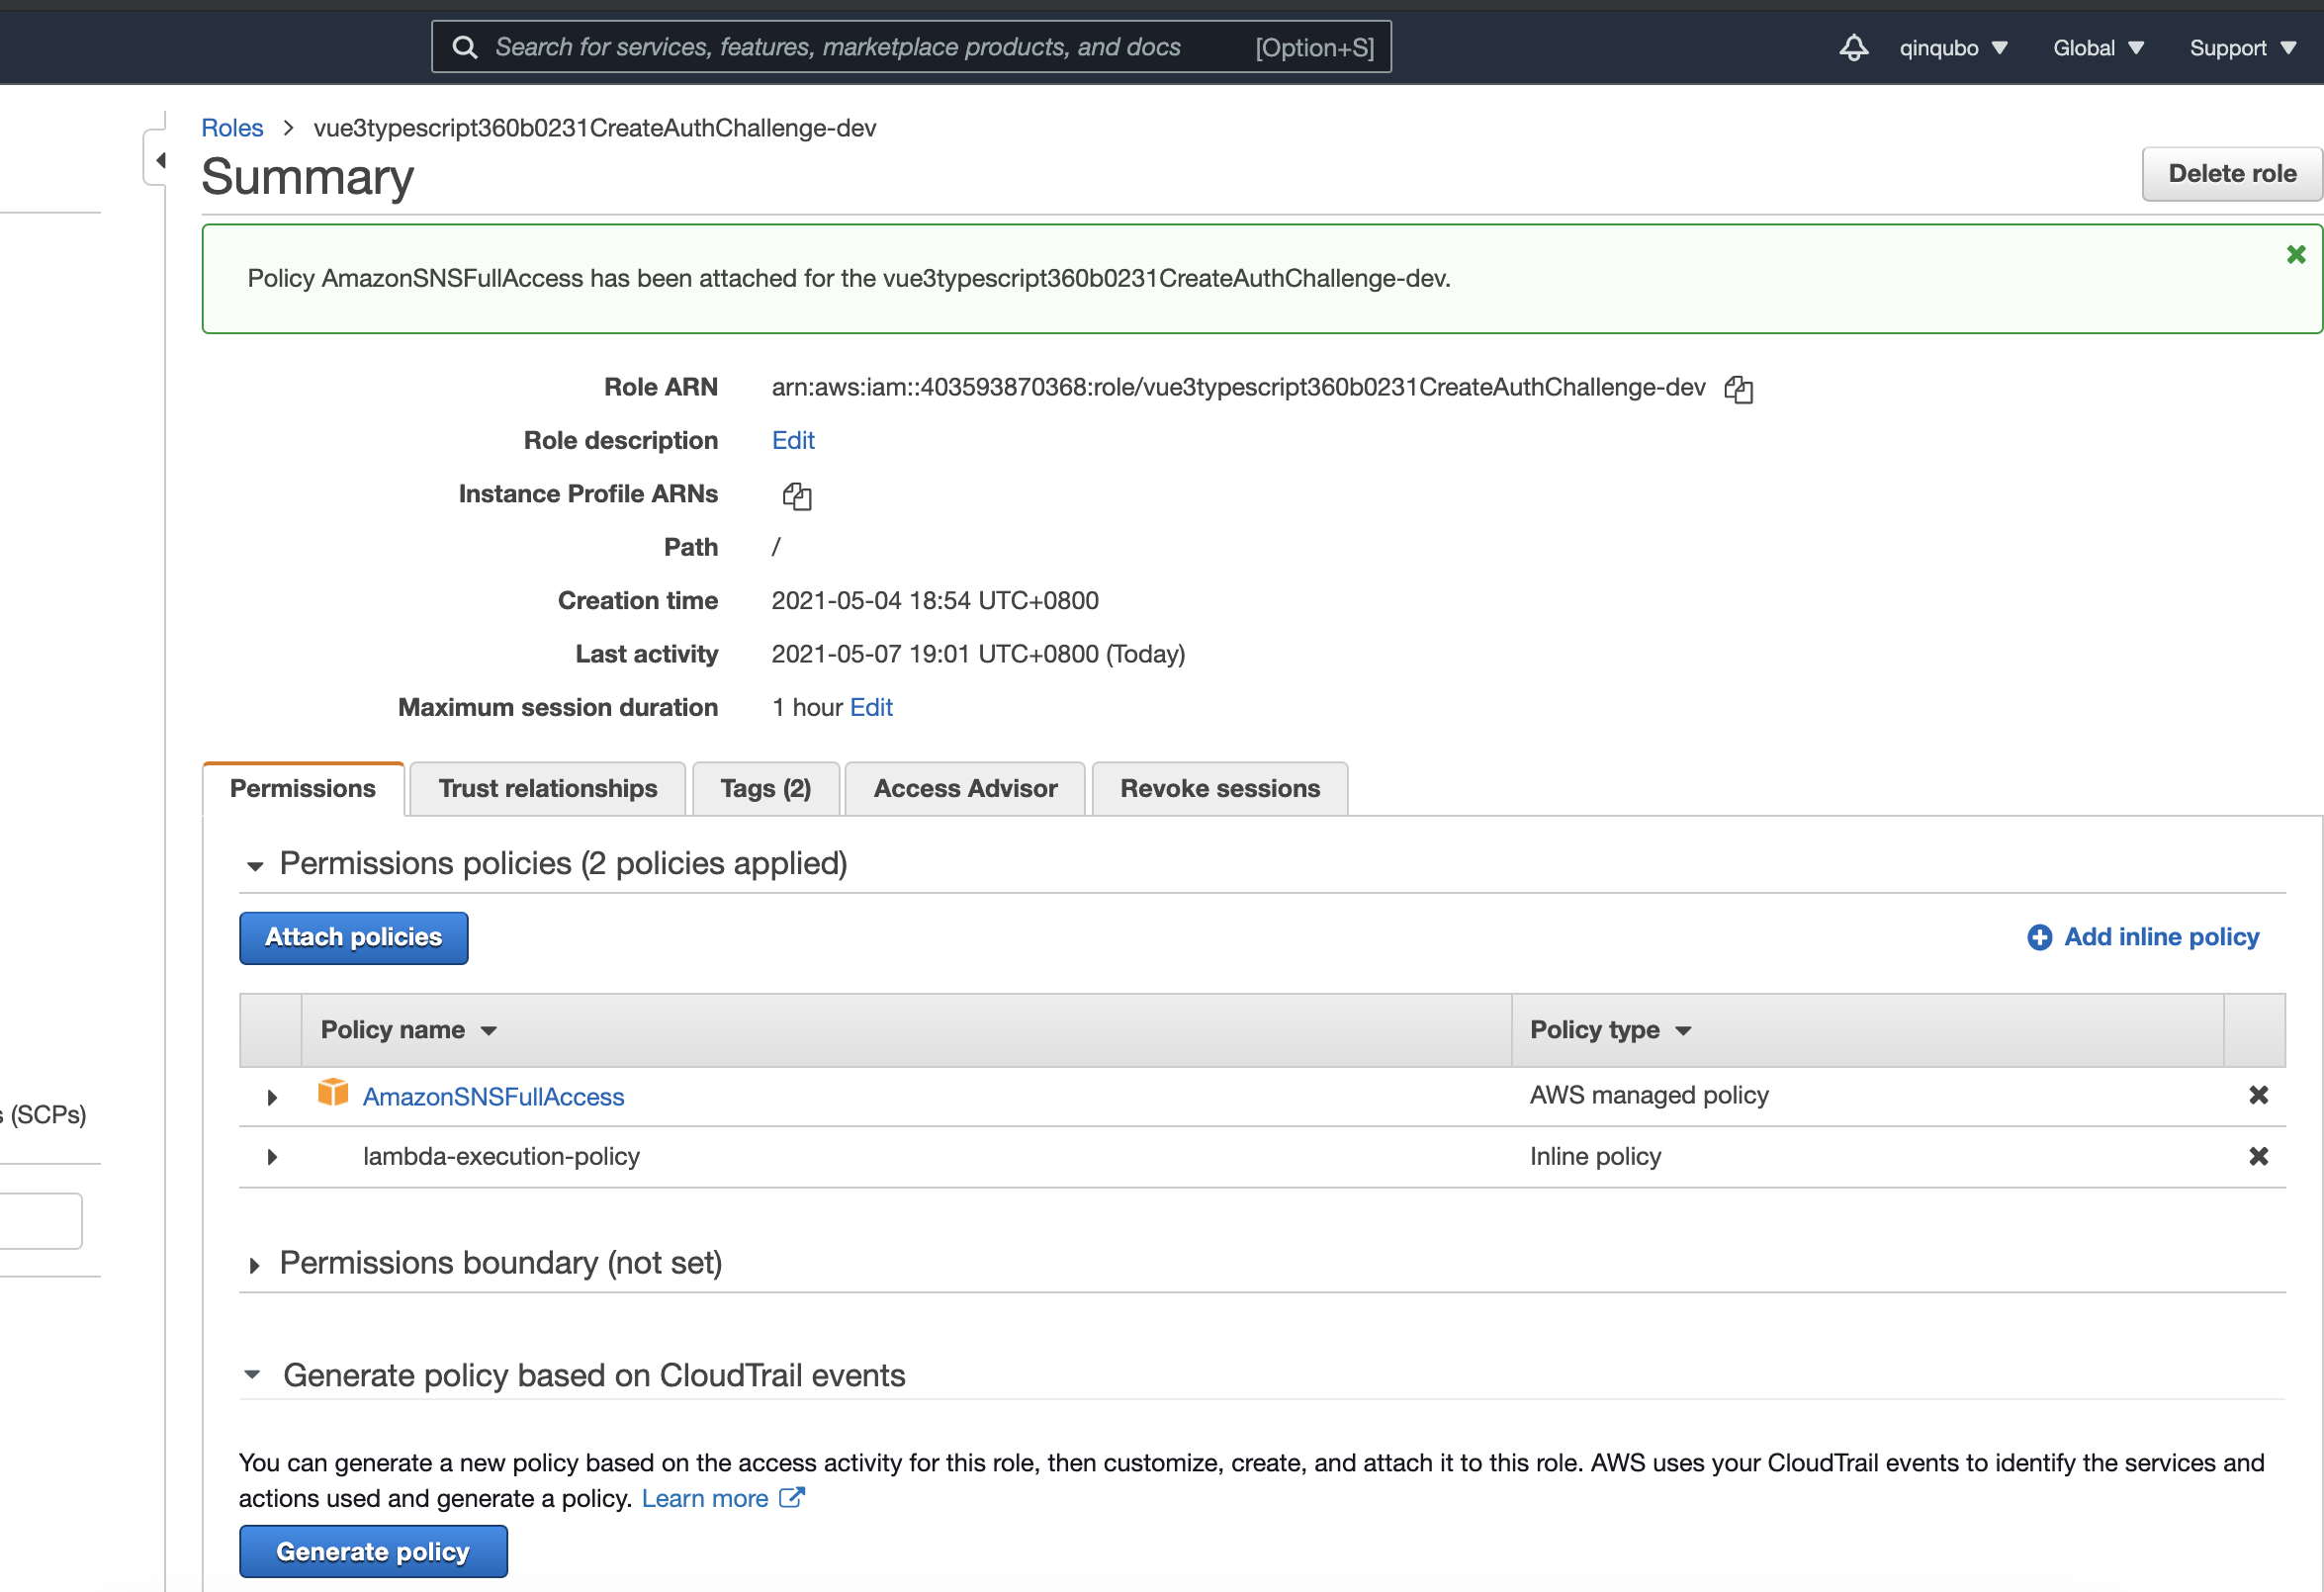 Search for services, features, marketplace products, and docs [Option+S]
qinqubo Global Support
Roles > vue3typescript360b0231CreateAuthChallenge-dev
Summary
Delete role
Policy AmazonSNSFullAccess has been attached for the vue3typescript360b0231CreateAuthChallenge-dev.
Role ARN arn:aws:iam::403593870368:role/vue3typescript360b0231CreateAuthChallenge-dev
Role description Edit
Instance Profile ARNs
Path /
Creation time 2021-05-04 18:54 UTC+0800
Last activity 2021-05-07 19:01 UTC+0800 (Today)
Maximum session duration 1 hour Edit
Permissions Trust relationships Tags (2) Access Advisor Revoke sessions
Permissions policies (2 policies applied)
Attach policies Add inline policy
Policy name Policy type
AmazonSNSFullAccess AWS managed policy
s (SCPs)
lambda-execution-policy Inline policy
Permissions boundary (not set)
Generate policy based on CloudTrail events
You can generate a new policy based on the access activity for this role, then customize, create, and attach it to this role. AWS uses your CloudTrail events to identify the services and
actions used and generate a policy. Learn more
Generate policy